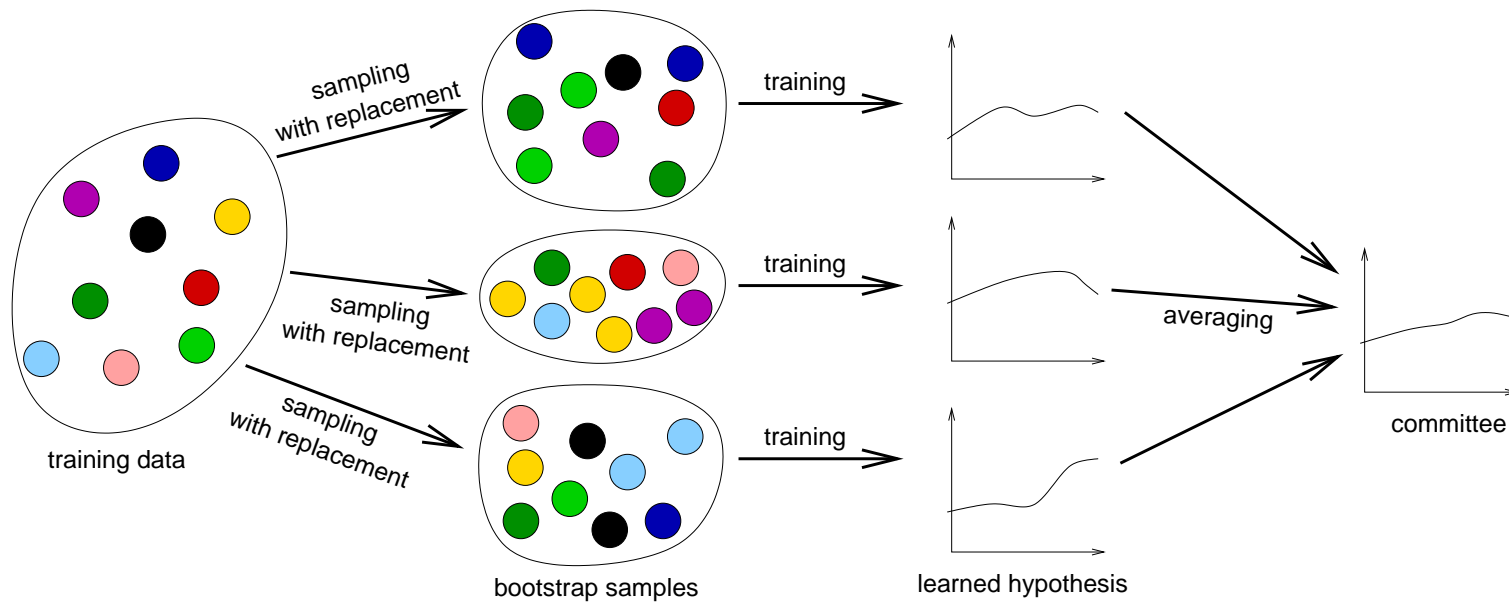 sampling
with replacement
training
sampling
with replacement
training
averaging
sampling
with replacement
training
training data
bootstrap samples
learned hypothesis
committee